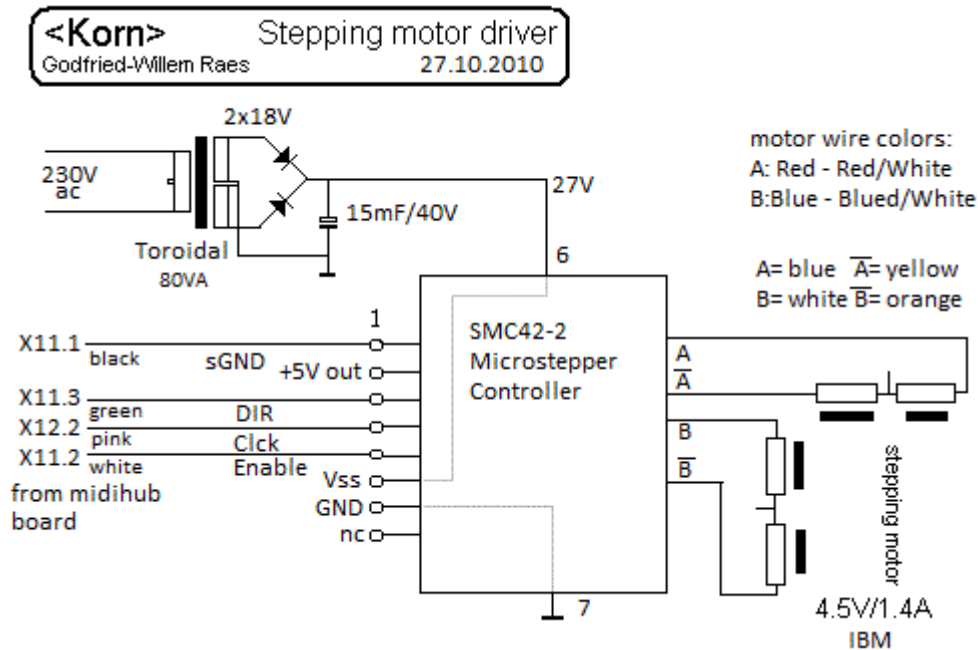 <Korn> Stepping motor driver
Godfried-Willem Raes 27.10.2010
2x18V
230V
ac
27V
15mF/40V
Toroidal
80VA
motor wire colors:
A: Red - Red/White
B:Blue - Blued/White
A= blue A̅= yellow
B= white B̅= orange
6
1
SMC42-2
Microstepper
Controller
X11.1 black sGND
+5V out
X11.3 green DIR
X12.2 pink Clck
X11.2 white Enable
from midihub
board
Vss
GND
nc
A
A̅
B
B̅
7
stepping motor
4.5V/1.4A
IBM